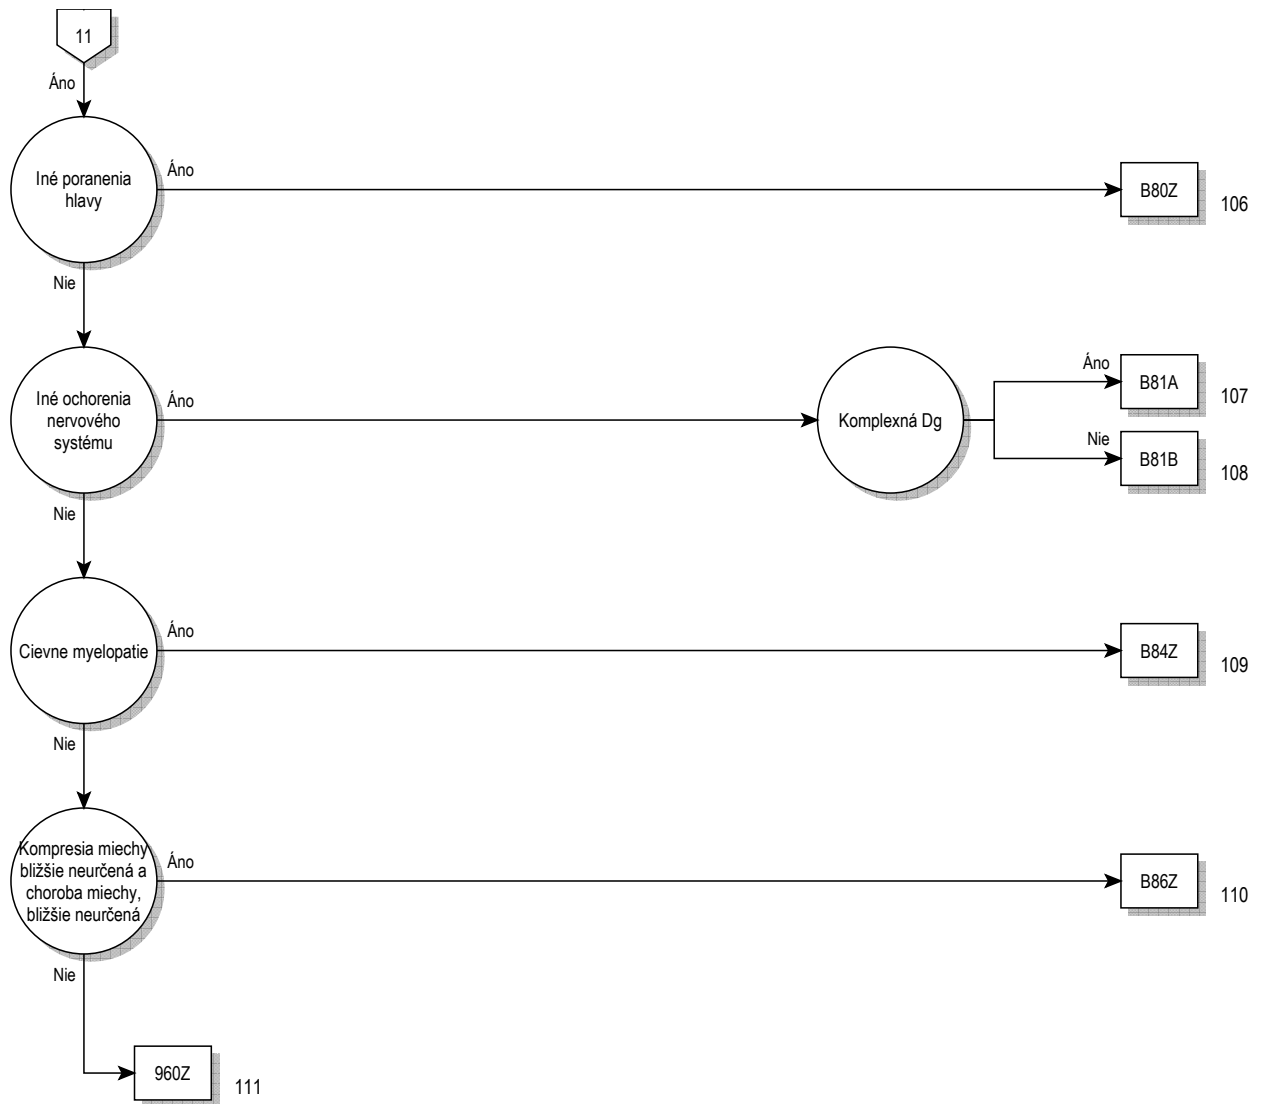 11
Áno
Iné poranenia
hlavy
Áno
B80Z
106
Nie
Iné ochorenia
nervového
systému
Áno
Komplexná Dg
Áno
B81A
107
Nie
B81B
108
Nie
Cievne myelopatie
Áno
B84Z
109
Nie
Kompresia miechy
bližšie neurčená a
choroba miechy,
bližšie neurčená
Áno
B86Z
110
Nie
960Z
111